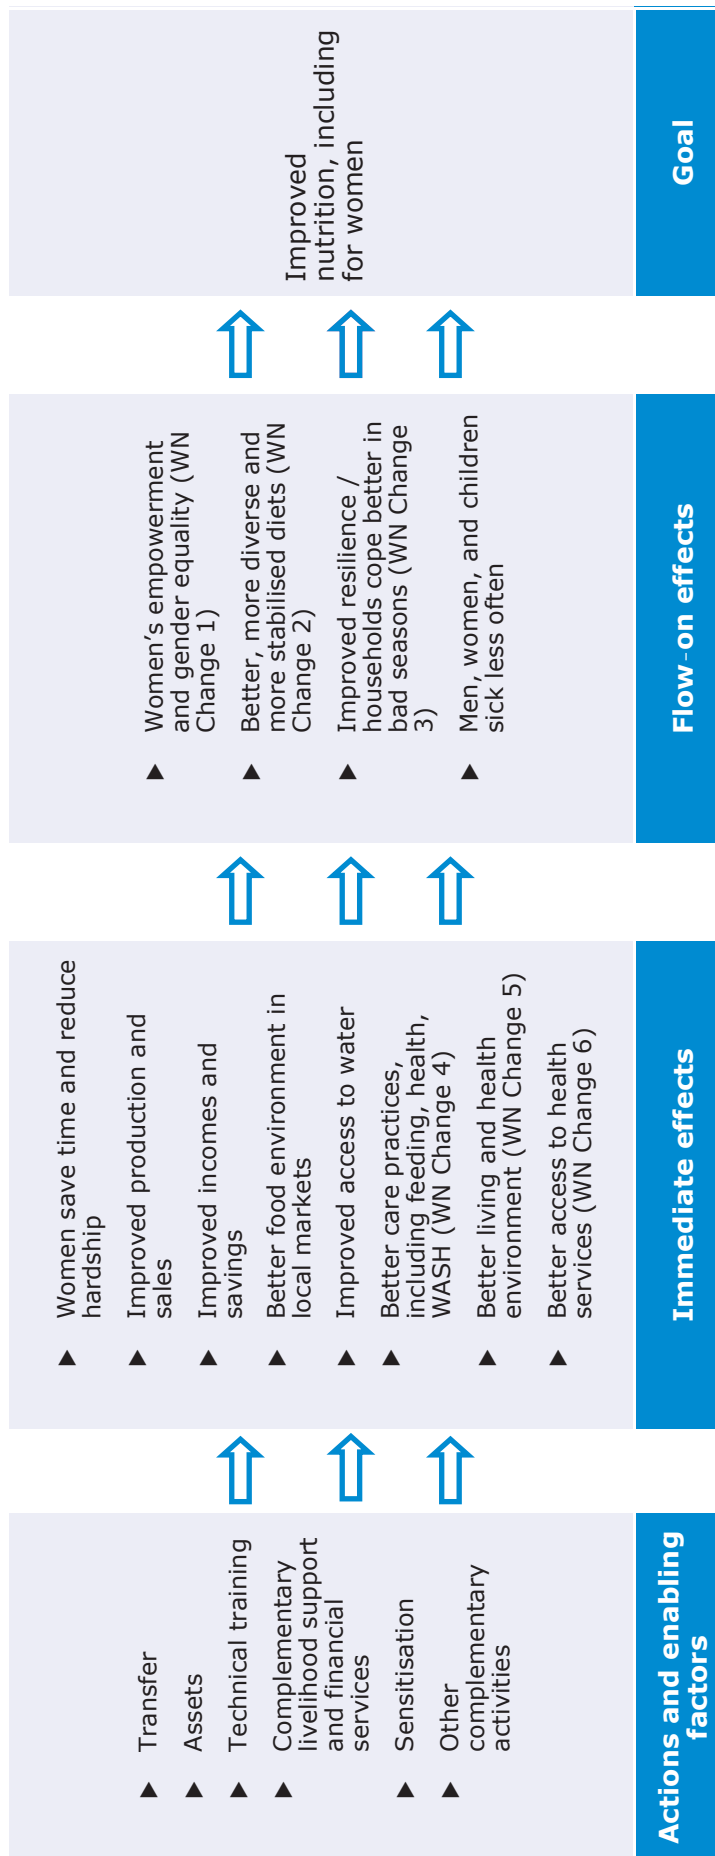 Actions and enabling
factors
▶ Transfer
▶ Assets
▶ Technical training
▶ Complementary
livelihood support
and financial
services
▶ Sensitisation
▶ Other
complementary
activities
Immediate effects
▶ Women save time and reduce
hardship
▶ Improved production and
sales
▶ Improved incomes and
savings
▶ Better food environment in
local markets
▶ Improved access to water
▶ Better care practices,
including feeding, health,
WASH (WN Change 4)
▶ Better living and health
environment (WN Change 5)
▶ Better access to health
services (WN Change 6)
Flow-on effects
▶ Women’s empowerment
and gender equality (WN
Change 1)
▶ Better, more diverse and
more stabilised diets (WN
Change 2)
▶ Improved resilience /
households cope better in
bad seasons (WN Change
3)
▶ Men, women, and children
sick less often
Goal
Improved
nutrition, including
for women